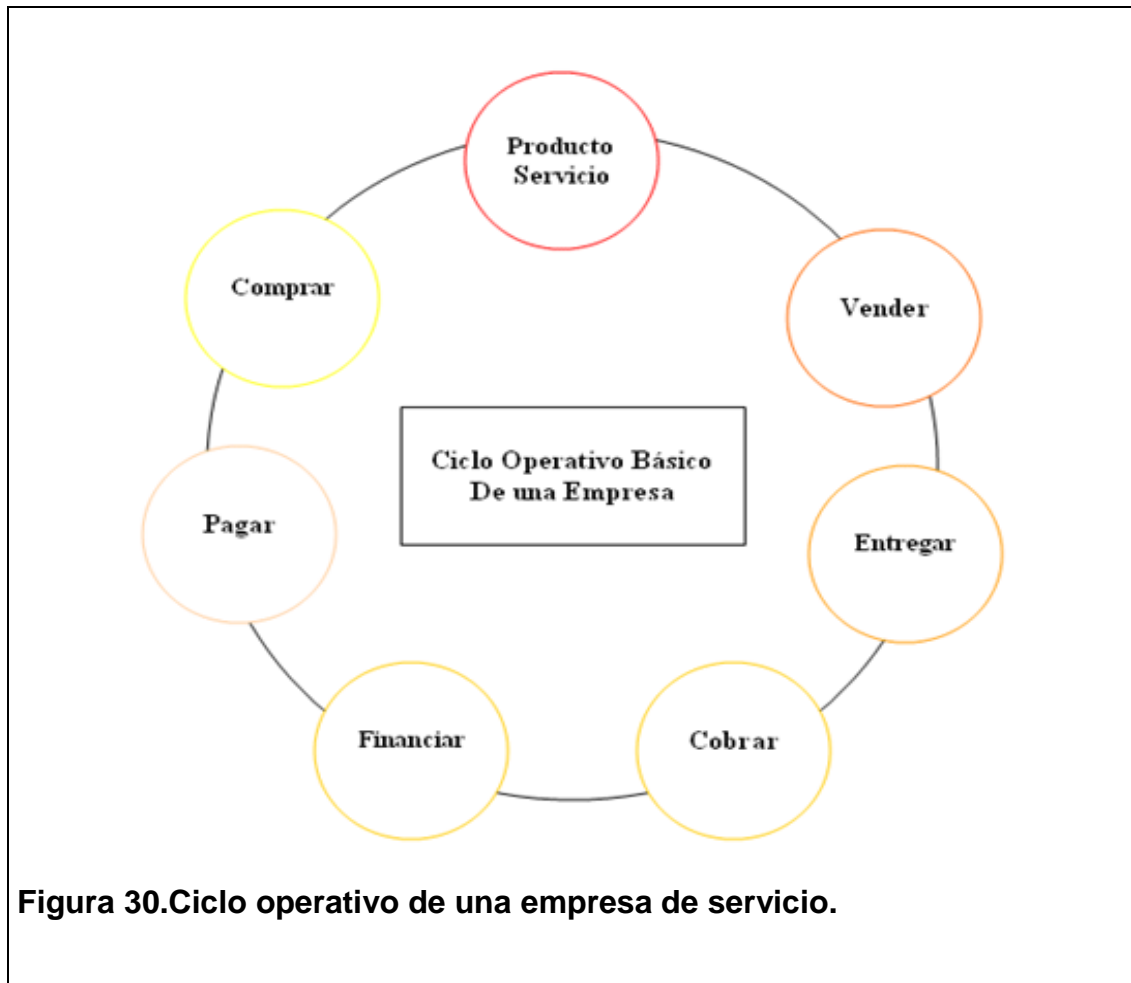 Producto
Servicio
Comprar
Vender
Ciclo Operativo Básico
De una Empresa
Pagar
Entregar
Financiar
Cobrar
Figura 30.Ciclo operativo de una empresa de servicio.